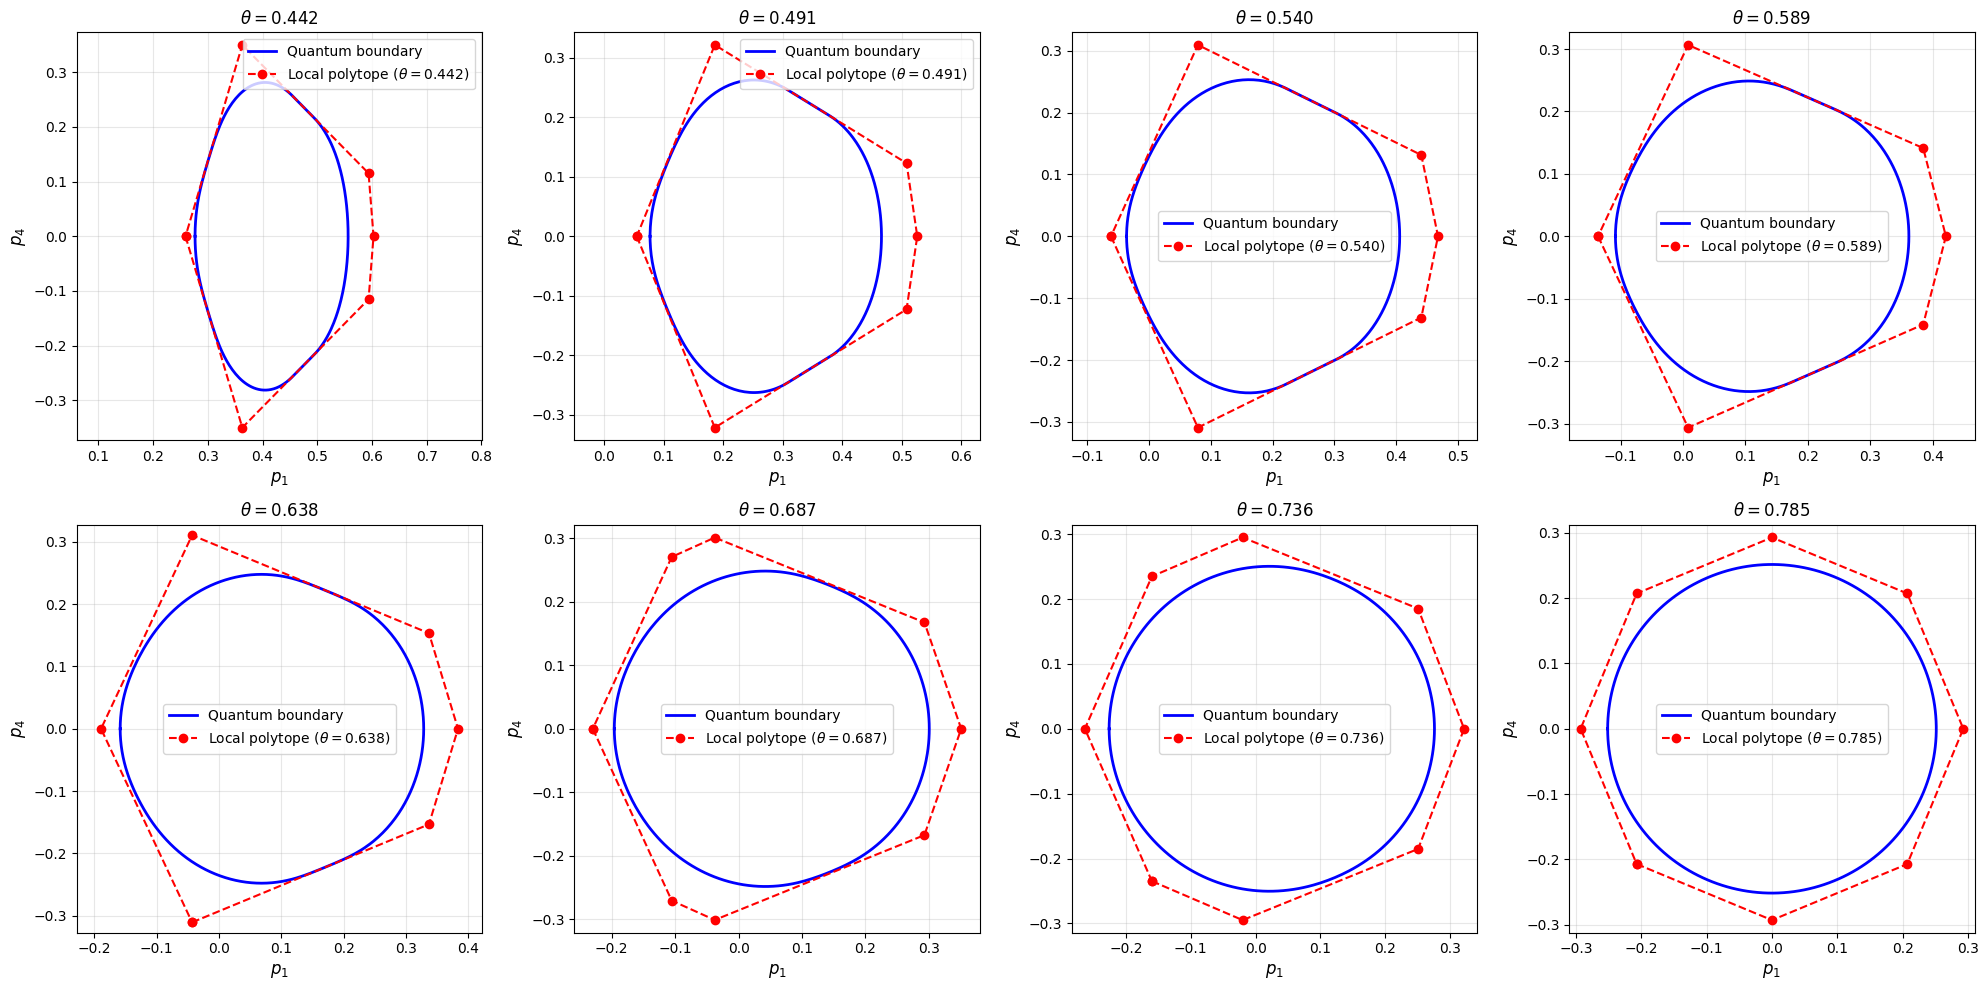 θ = 0.442
0.3
0.2
0.1
0.0
−0.1
−0.2
−0.3
p₄
Quantum boundary
Local polytope (θ = 0.442)
0.1 0.2 0.3 0.4 0.5 0.6 0.7 0.8
p₁
θ = 0.491
0.3
0.2
0.1
0.0
−0.1
−0.2
−0.3
p₄
Quantum boundary
Local polytope (θ = 0.491)
0.0 0.1 0.2 0.3 0.4 0.5 0.6
p₁
θ = 0.540
0.3
0.2
0.1
0.0
−0.1
−0.2
−0.3
p₄
Quantum boundary
Local polytope (θ = 0.540)
−0.1 0.0 0.1 0.2 0.3 0.4 0.5
p₁
θ = 0.589
0.3
0.2
0.1
0.0
−0.1
−0.2
−0.3
p₄
Quantum boundary
Local polytope (θ = 0.589)
−0.1 0.0 0.1 0.2 0.3 0.4
p₁
θ = 0.638
0.3
0.2
0.1
0.0
−0.1
−0.2
−0.3
p₄
Quantum boundary
Local polytope (θ = 0.638)
−0.2 −0.1 0.0 0.1 0.2 0.3 0.4
p₁
θ = 0.687
0.3
0.2
0.1
0.0
−0.1
−0.2
−0.3
p₄
Quantum boundary
Local polytope (θ = 0.687)
−0.2 −0.1 0.0 0.1 0.2 0.3
p₁
θ = 0.736
0.3
0.2
0.1
0.0
−0.1
−0.2
−0.3
p₄
Quantum boundary
Local polytope (θ = 0.736)
−0.2 −0.1 0.0 0.1 0.2 0.3
p₁
θ = 0.785
0.3
0.2
0.1
0.0
−0.1
−0.2
−0.3
p₄
Quantum boundary
Local polytope (θ = 0.785)
−0.3 −0.2 −0.1 0.0 0.1 0.2 0.3
p₁